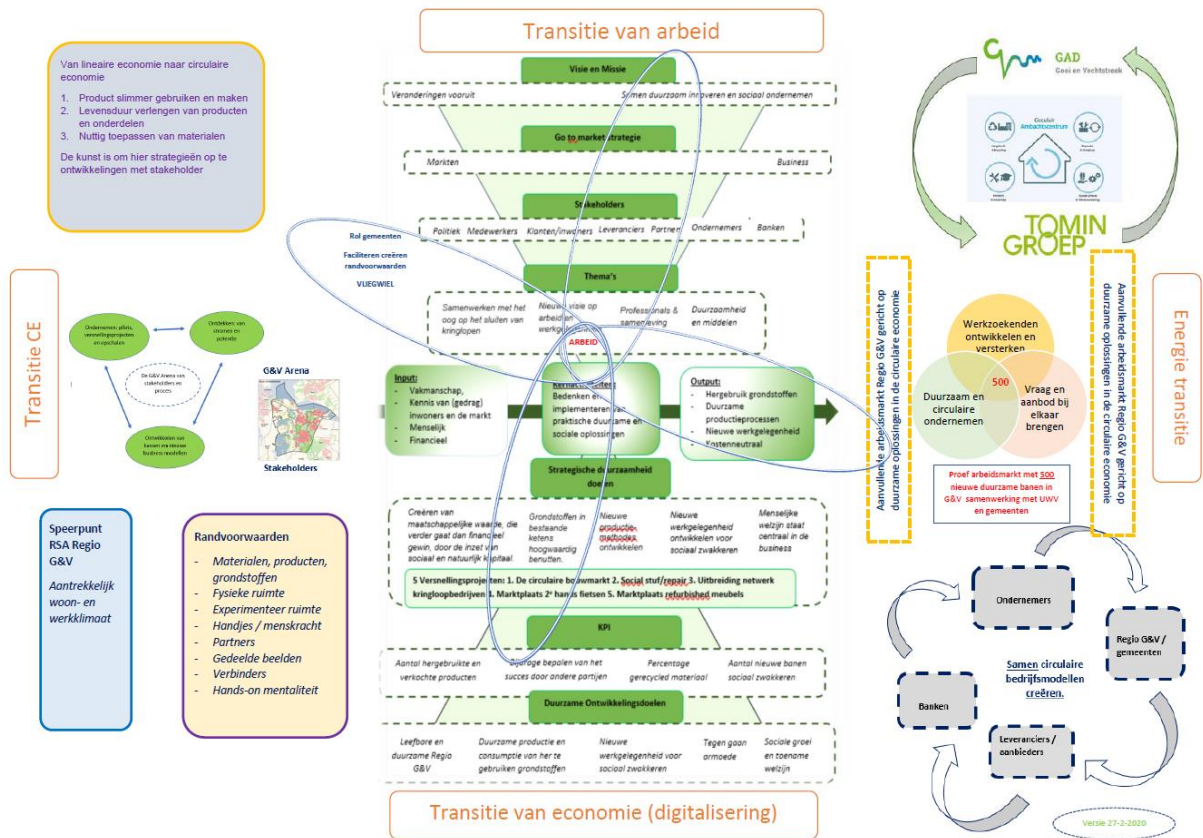 Transitie van arbeid
Van lineaire economie naar circulaire
economie
1. Product slimmer gebruiken en maken
2. Levensduur verlengen van producten
en onderdelen
3. Nuttig toepassen van materialen
De kunst is om hier strategieën op te
ontwikkelingen met stakeholder
Visie en Missie
Veranderingen vooruit
Samen duurzaam innoveren en sociaal ondernemen
Go to market strategie
Markten
Business
Stakeholders
Politiek Medewerkers Klanten/inwoners Leveranciers Partners Ondernemers Banken
Rol gemeenten
Faciliteren creëren
randvoorwaarden
VLIEGWIEL
Thema's
Samenwerken met het
oog op het sluiten van
kringlopen
Nieuwe visie op
arbeid en
Professionals &
samenleving
Duurzaamheid
en middelen
ARBEID
Input:
- Vakmanschap,
- Kennis van (gedrag)
inwoners en de markt
- Menselijk
- Financieel
Bedenken en
implementeren van
praktische duurzame en
sociale oplossingen
Output:
- Hergebruik grondstoffen
- Duurzame
productieprocessen
- Nieuwe werkgelegenheid
- Kostenneutraal
Strategische duurzaamheid
doelen
Creëren van
maatschappelijke waarde, die
verder gaat dan financieel
gewin, door de inzet van
sociaal en natuurlijk kapitaal.
Grondstoffen in
bestaande
ketens
hoogwaardig
benutten.
Nieuwe
productie-
methodes
ontwikkelen
Nieuwe
werkgelegenheid
ontwikkelen voor
sociaal zwakkeren
Menselijke
welzijn staat
centraal in de
business
5 Versnellingsprojecten: 1. De circulaire bouwmarkt 2. Social stuf/repair 3. Uitbreiding netwerk
kringloopbedrijven 4. Marktplaats 2e hands fietsen 5. Marktplaats refurbished meubels
KPI
Aantal hergebruikte en
verkochte producten
Bijdrage bepalen van het
succes door andere partijen
Percentage
gerecycled materiaal
Aantal nieuwe banen
sociaal zwakkeren
Duurzame Ontwikkelingsdoelen
Leefbare en
duurzame Regio
G&V
Duurzame productie en
consumptie van her te
gebruiken grondstoffen
Nieuwe
werkgelegenheid voor
sociaal zwakkeren
Tegen gaan
armoede
Sociale groei
en toename
welzijn
Transitie van economie (digitalisering)
Transitie CE
Ondernemen: pilots,
versnellingsprojecten
en opschalen
Ontdekken: van
stromen en
potentie
De G&V Arena van
stakeholders en
proces
Ontwikkelen van
kansen via nieuwe
business modellen
G&V Arena
Stakeholders
Speerpunt
RSA Regio
G&V
Aantrekkelijk
woon- en
werkklimaat
Randvoorwaarden
- Materialen, producten,
grondstoffen
- Fysieke ruimte
- Experimenteer ruimte
- Handjes / menskracht
- Partners
- Gedeelde beelden
- Verbinders
- Hands-on mentaliteit
GAD
Gooi en Vechtstreek
Circulair
Ambachtscentrum
TOMIN
GROEP
Aanvullende arbeidsmarkt Regio G&V gericht op
duurzame oplossingen in de circulaire economie
Werkzoekenden
ontwikkelen en
versterken
500
Duurzaam en
circulaire
ondernemen
Vraag en
aanbod bij
elkaar
brengen
Aanvullende arbeidsmarkt Regio G&V gericht op
duurzame oplossingen in de circulaire economie
Energie transitie
Proef arbeidsmarkt met 500
nieuwe duurzame banen in
G&V samenwerking met UWV
en gemeenten
Ondernemers
Regio G&V /
gemeenten
Samen circulaire
bedrijfsmodellen
creëren.
Banken
Leveranciers /
aanbieders
Versie 27-2-2020